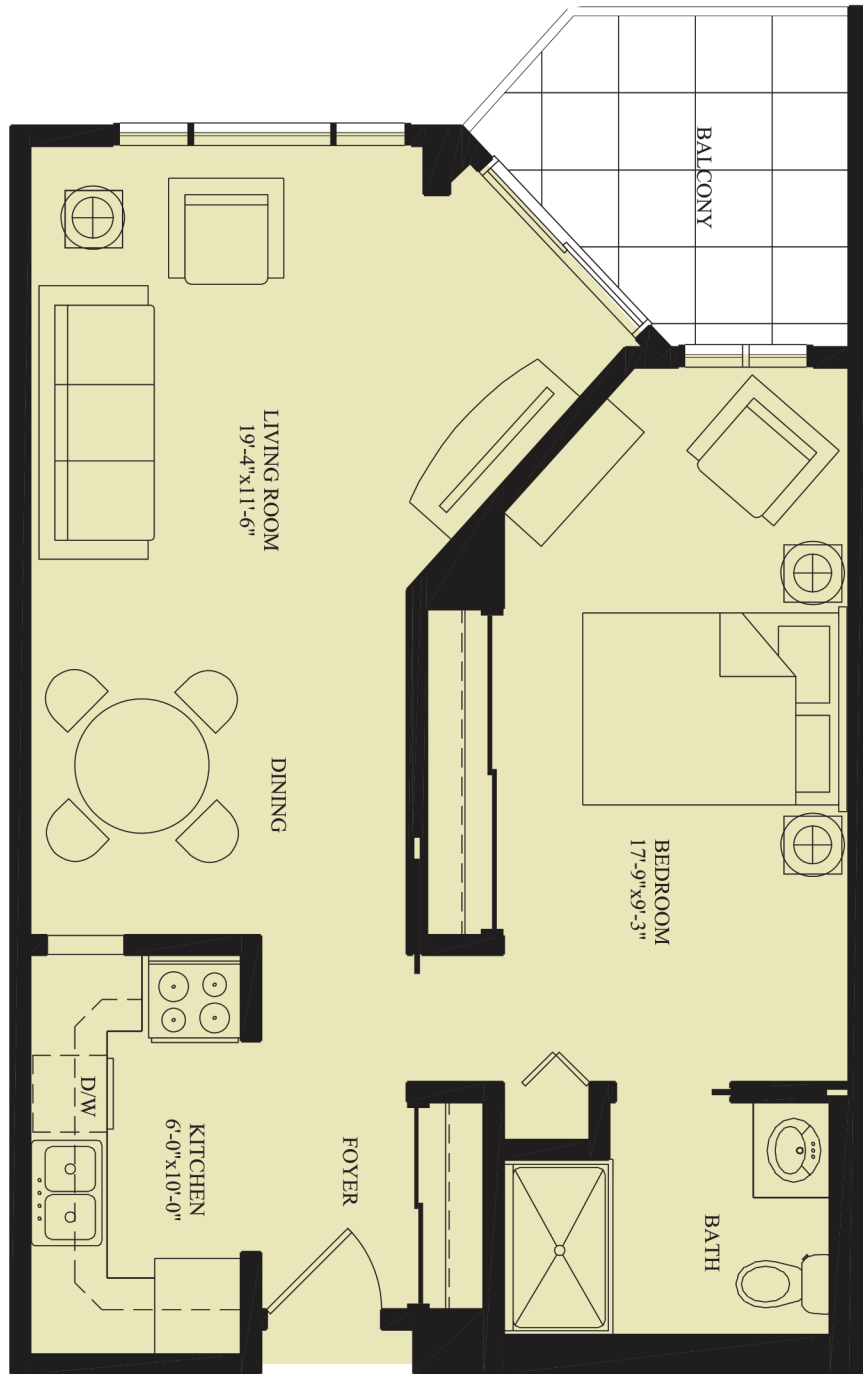 BALCONY
LIVING ROOM
19'-4"x11'-6"
DINING
BEDROOM
17'-9"x9'-3"
D/W
KITCHEN
6'-0"x10'-0"
FOYER
BATH